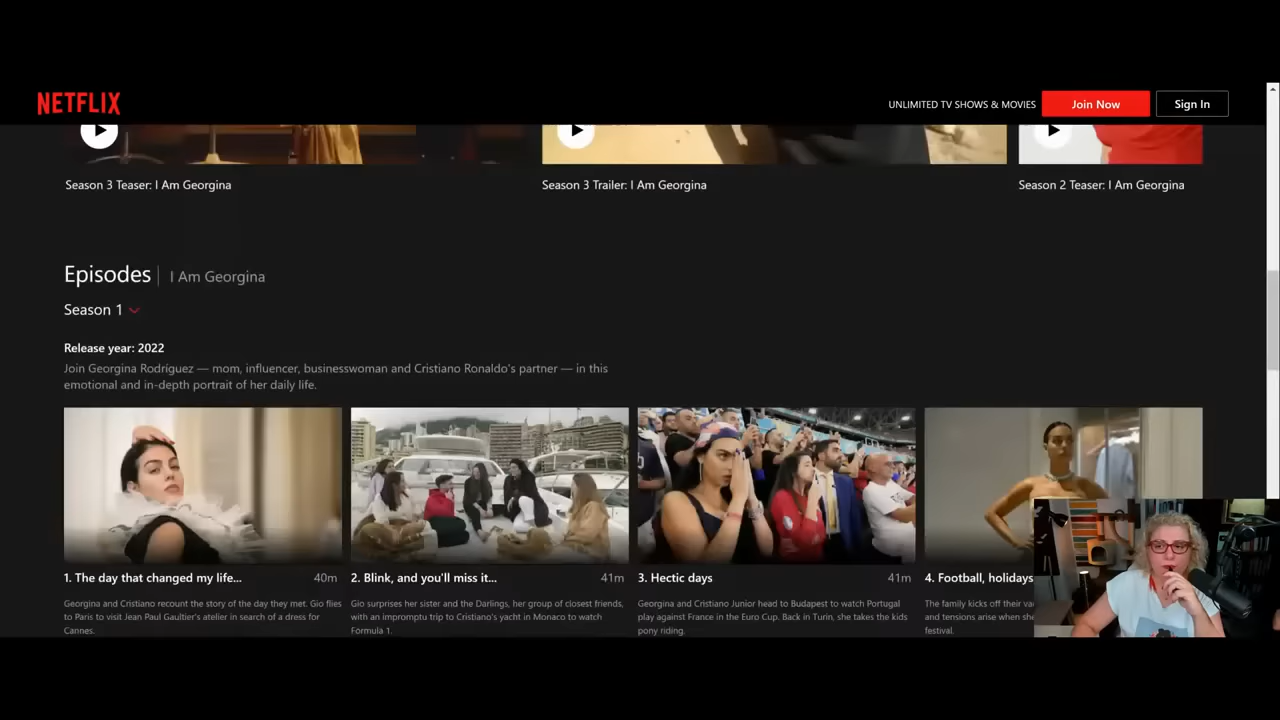 NETFLIX
UNLIMITED TV SHOWS & MOVIES
Join Now
Sign In
Season 3 Teaser: I Am Georgina
Season 3 Trailer: I Am Georgina
Season 2 Teaser: I Am Georgina
Episodes
I Am Georgina
Season 1
Release year: 2022
Join Georgina Rodríguez — mom, influencer, businesswoman and Cristiano Ronaldo's partner — in this
emotional and in-depth portrait of her daily life.
1. The day that changed my life...
40m
Georgina and Cristiano recount the story of the day they met. Gio flies
to Paris to visit Jean Paul Gaultier's atelier in search of a dress for
Cannes.
2. Blink, and you'll miss it...
41m
Gio surprises her sister and the Darlings, her group of closest friends,
with an impromptu trip to Cristiano's yacht in Monaco to watch
Formula 1.
3. Hectic days
41m
Georgina and Cristiano Junior head to Budapest to watch Portugal
play against France in the Euro Cup. Back in Turin, she takes the kids
pony riding.
4. Football, holidays
The family kicks off their
and tensions arise when she
festival.